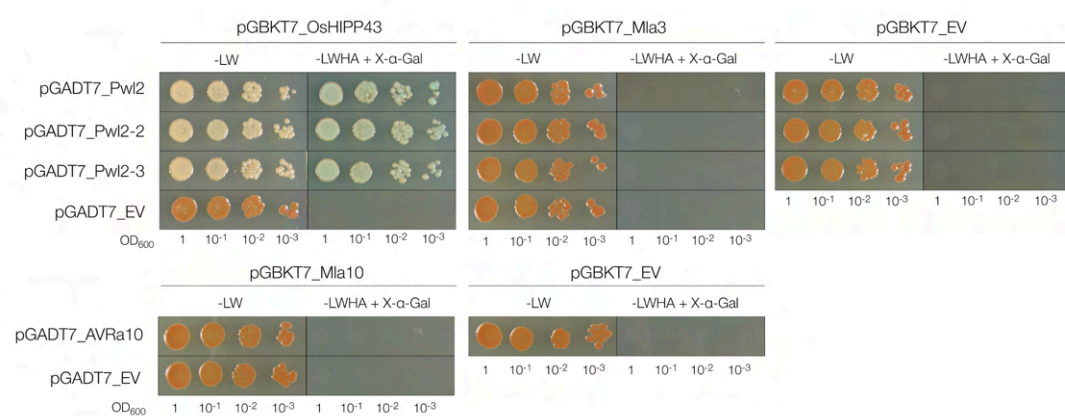 pGBKT7_OsHIPP43 pGBKT7_Mla3 pGBKT7_EV
-LW -LWHA + X-α-Gal -LW -LWHA + X-α-Gal -LW -LWHA + X-α-Gal
pGADT7_Pwl2
pGADT7_Pwl2-2
pGADT7_Pwl2-3
1 10⁻¹ 10⁻² 10⁻³ 1 10⁻¹ 10⁻² 10⁻³
pGADT7_EV
OD₆₀₀ 1 10⁻¹ 10⁻² 10⁻³ 1 10⁻¹ 10⁻² 10⁻³ 1 10⁻¹ 10⁻² 10⁻³ 1 10⁻¹ 10⁻² 10⁻³
pGBKT7_Mla10 pGBKT7_EV
-LW -LWHA + X-α-Gal -LW -LWHA + X-α-Gal
pGADT7_AVRa10
1 10⁻¹ 10⁻² 10⁻³ 1 10⁻¹ 10⁻² 10⁻³
pGADT7_EV
OD₆₀₀ 1 10⁻¹ 10⁻² 10⁻³ 1 10⁻¹ 10⁻² 10⁻³